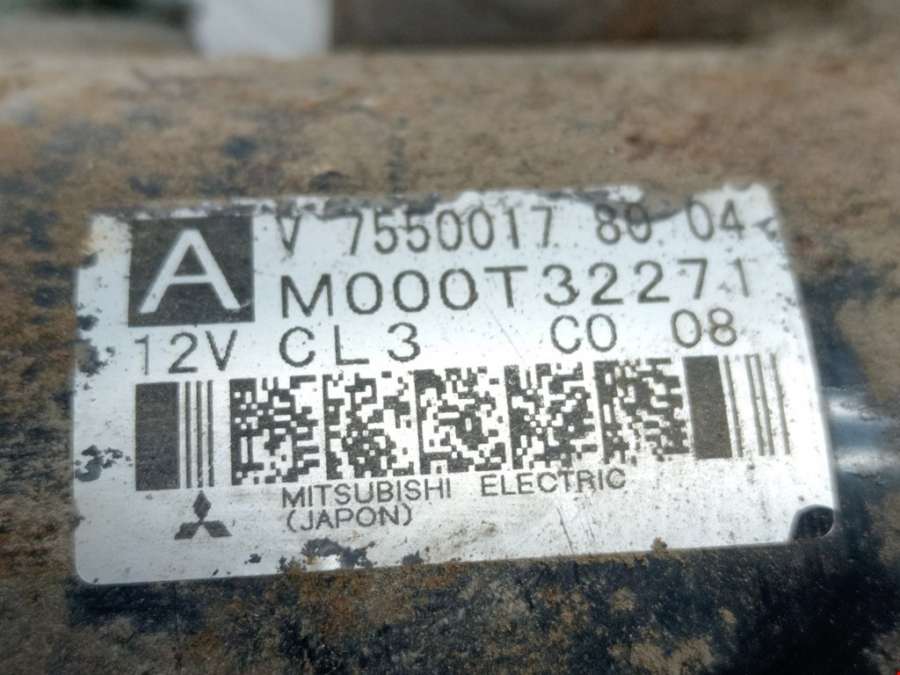 A
V 7550017 80 04
M000T32271
12V CL3 C0 08
MITSUBISHI ELECTRIC
(JAPON)